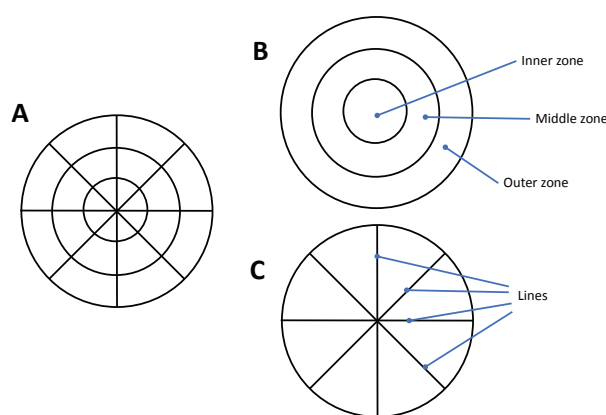 B
Inner zone
A
Middle zone
Outer zone
C
Lines